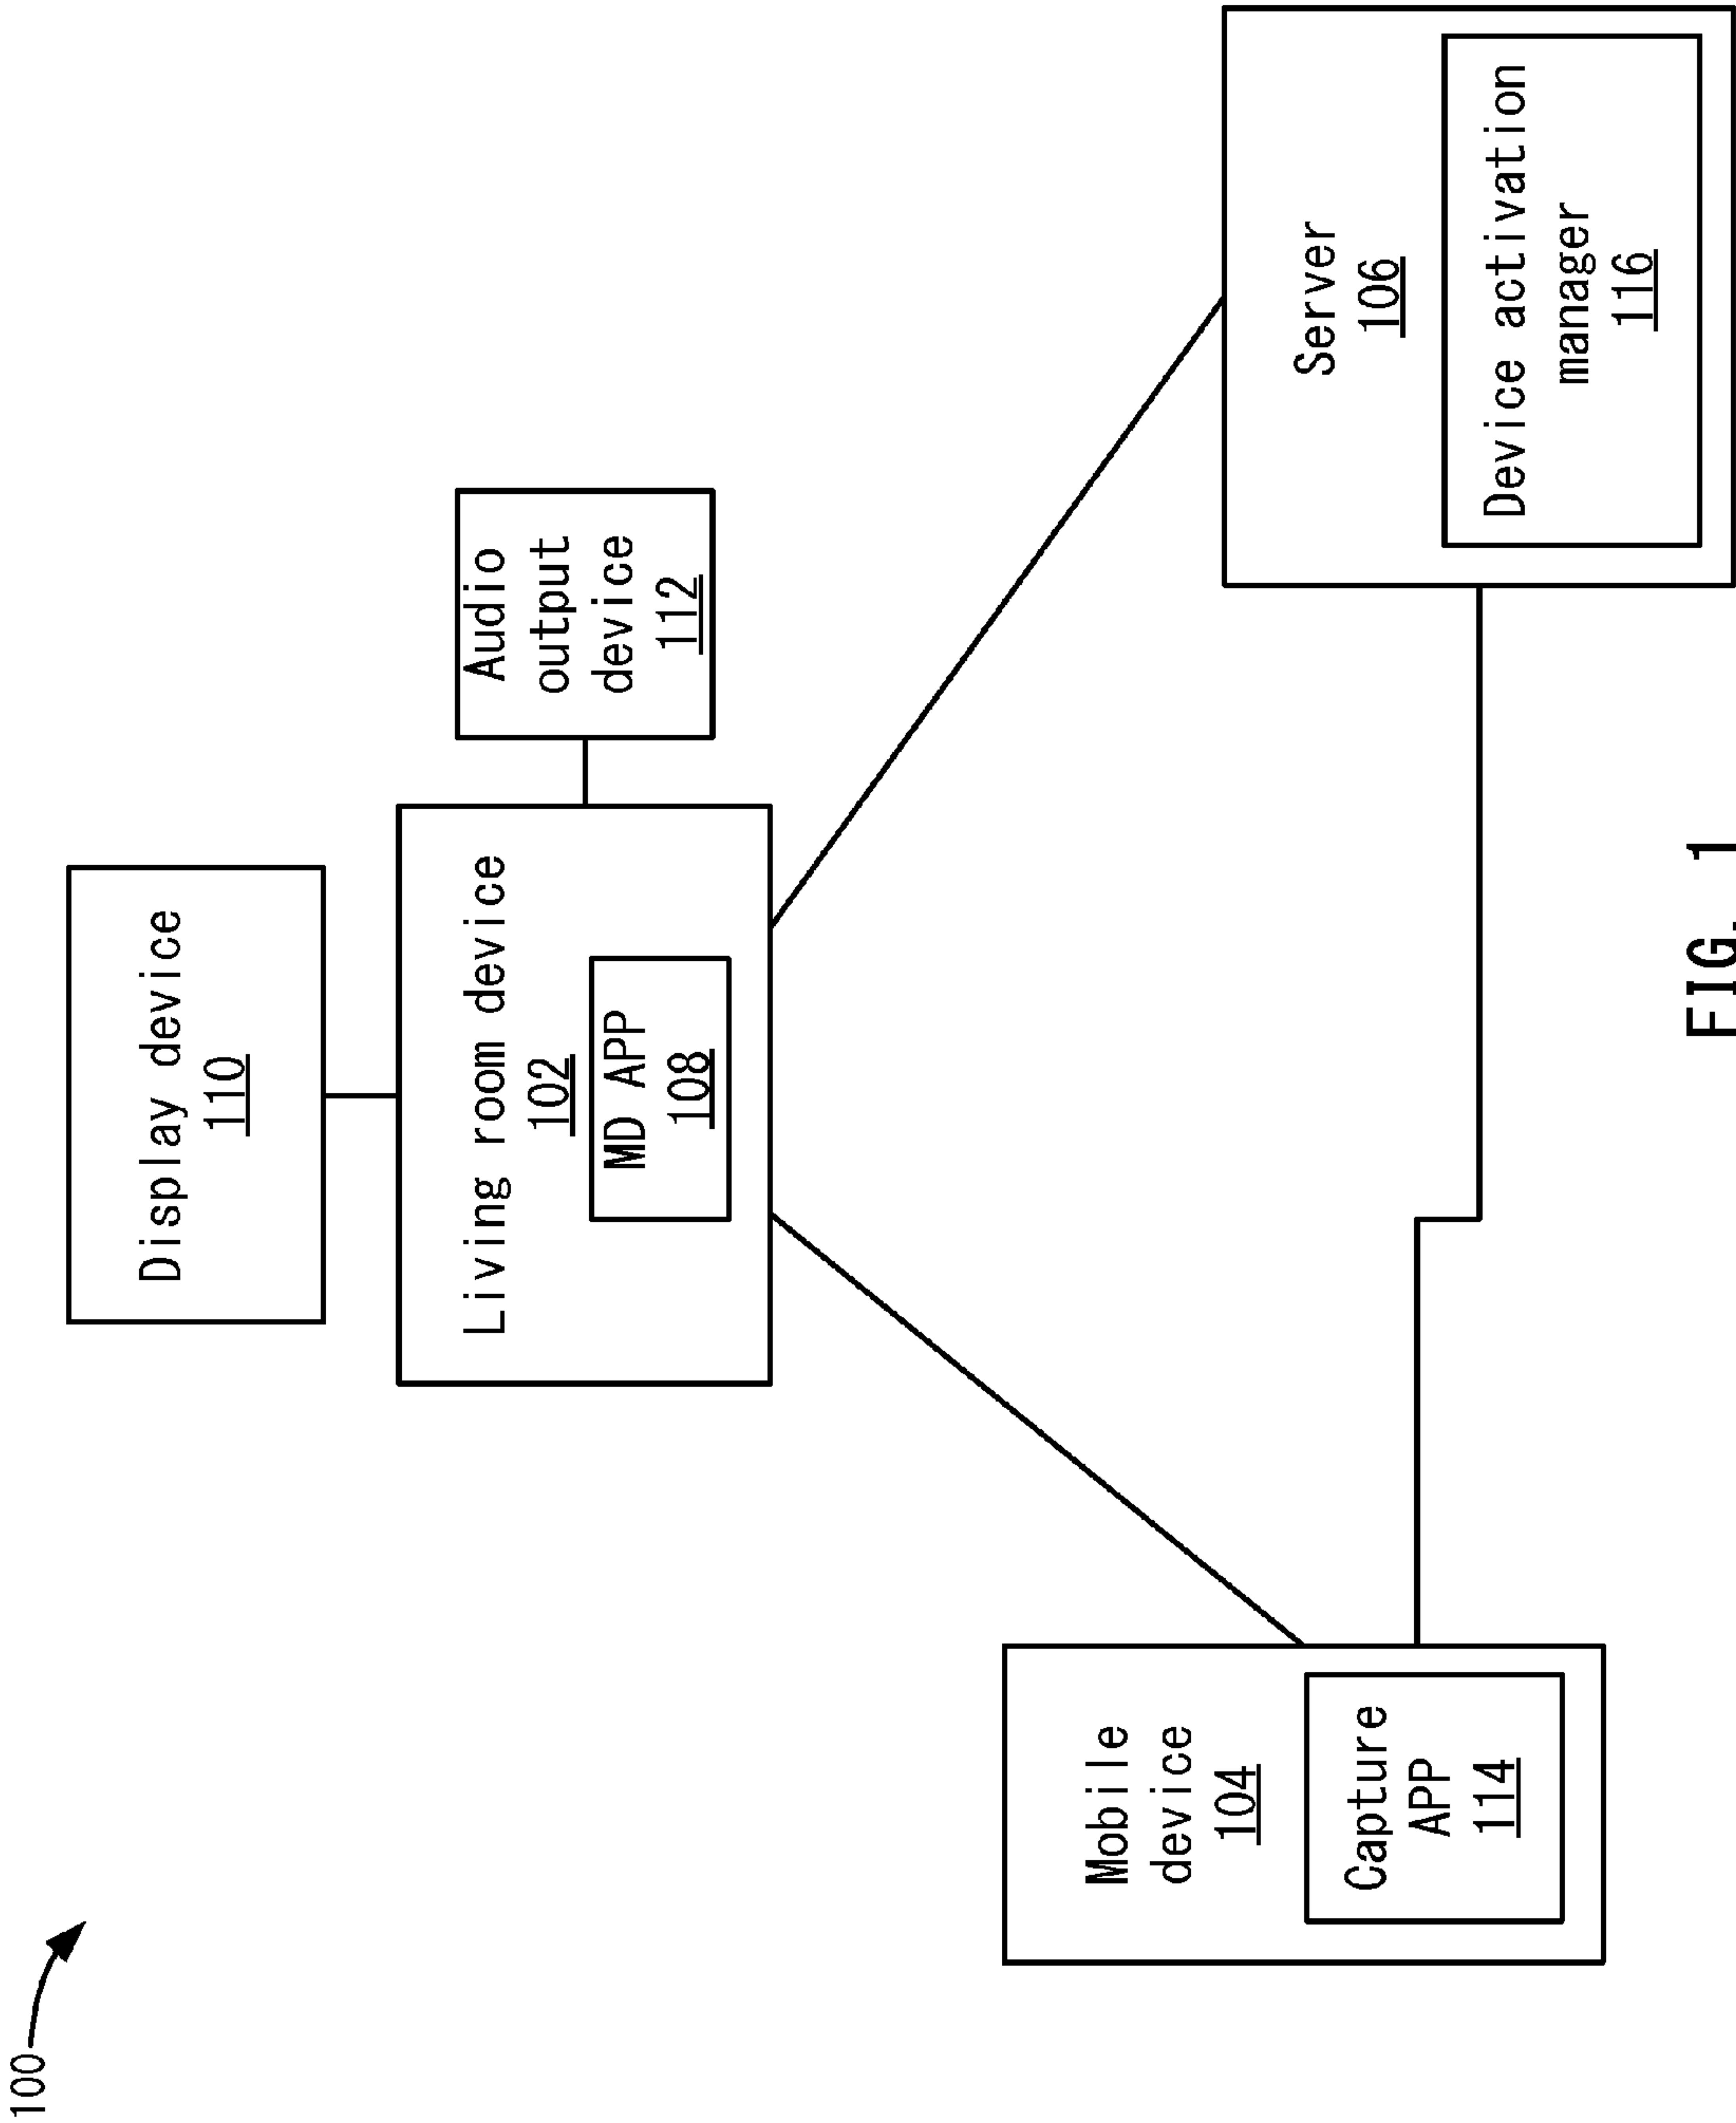 100
Display device
110
Living room device
102
MD APP
108
Audio
output
device
112
Mobile
device
104
Capture
APP
114
Server
106
Device activation
manager
116
FIG. 1